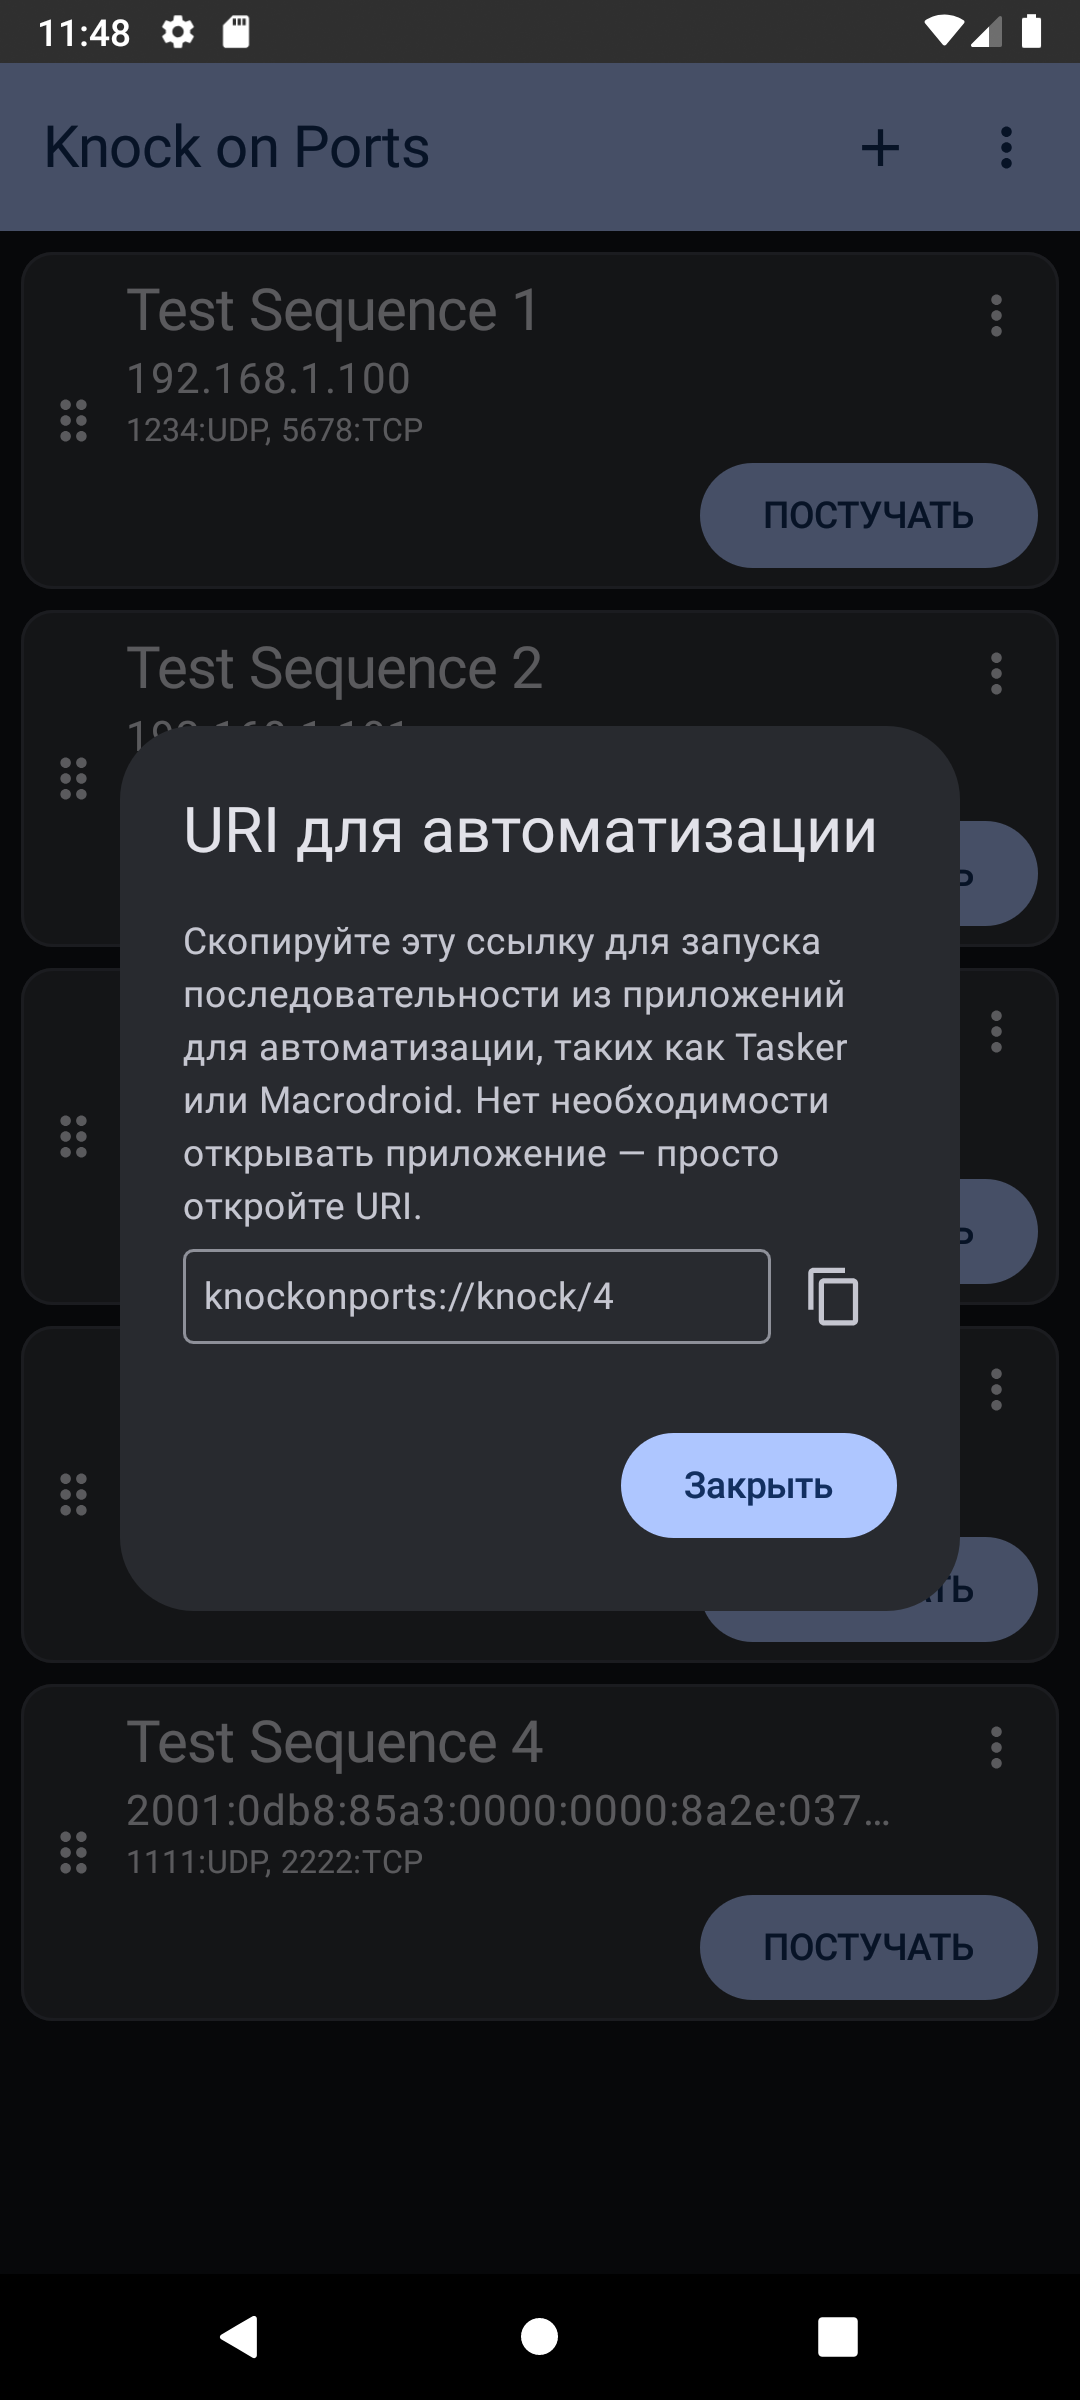 11:48
Knock on Ports
Test Sequence 1
192.168.1.100
1234:UDP, 5678:TCP
ПОСТУЧАТЬ
Test Sequence 2
URI для автоматизации
Скопируйте эту ссылку для запуска
последовательности из приложений
для автоматизации, таких как Tasker
или Macrodroid. Нет необходимости
открывать приложение — просто
откройте URI.
knockonports://knock/4
Закрыть
Test Sequence 4
2001:0db8:85a3:0000:0000:8a2e:037…
1111:UDP, 2222:TCP
ПОСТУЧАТЬ